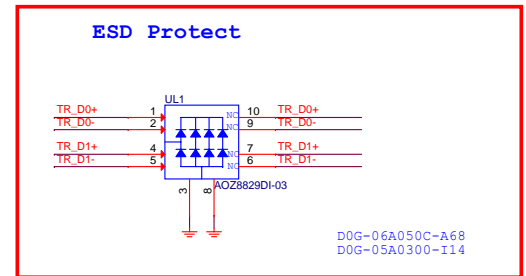 ESD Protect
UL1
TR_D0+ 1 NC 10 TR_D0+
TR_D0- 2 NC 9 TR_D0-
TR_D1+ 4 NC 7 TR_D1+
TR_D1- 5 NC 6 TR_D1-
3 8 AOZ8829DI-03
D0G-06A050C-A68
D0G-05A0300-I14